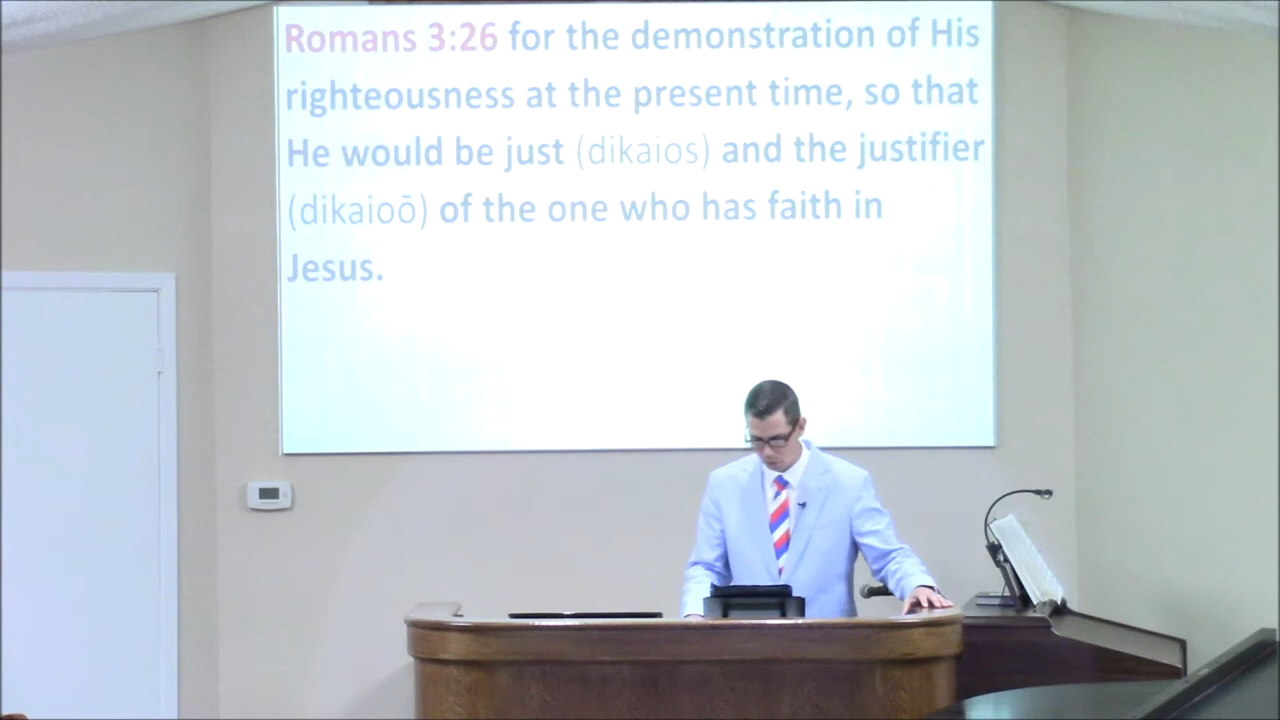 Romans 3:26 for the demonstration of His
righteousness at the present time, so that
He would be just (dikaios) and the justifier
(dikaioō) of the one who has faith in
Jesus.